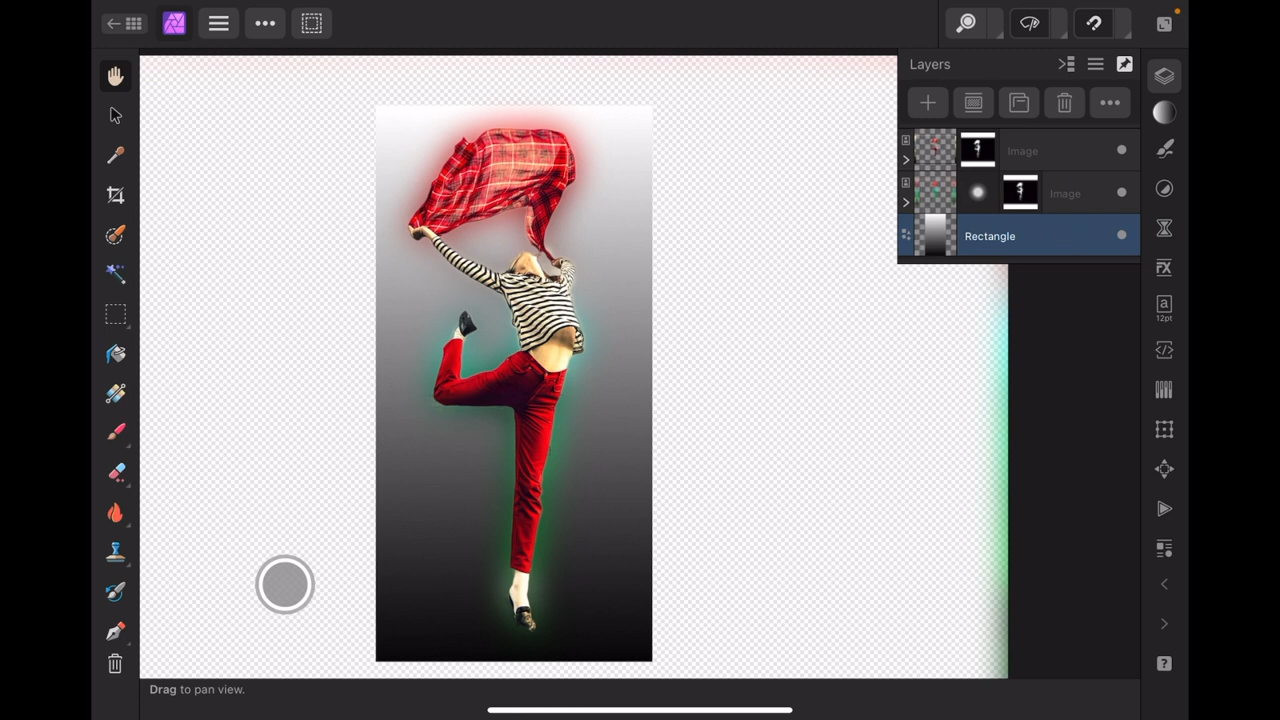 Layers
Image
Image
Rectangle
a
12pt
?
Drag to pan view.